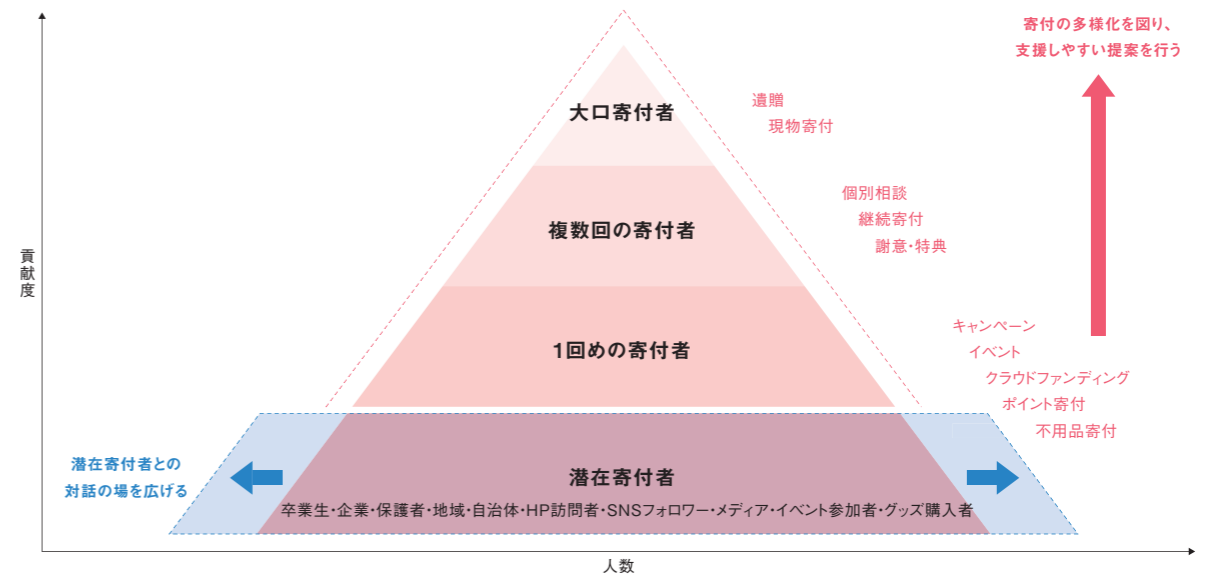 寄付の多様化を図り、
支援しやすい提案を行う
大口寄付者
遺贈
現物寄付
個別相談
継続寄付
謝意・特典
複数回の寄付者
貢献度
キャンペーン
イベント
クラウドファンディング
ポイント寄付
不用品寄付
1回めの寄付者
潜在寄付者との
対話の場を広げる
潜在寄付者
卒業生・企業・保護者・地域・自治体・HP訪問者・SNSフォロワー・メディア・イベント参加者・グッズ購入者
人数